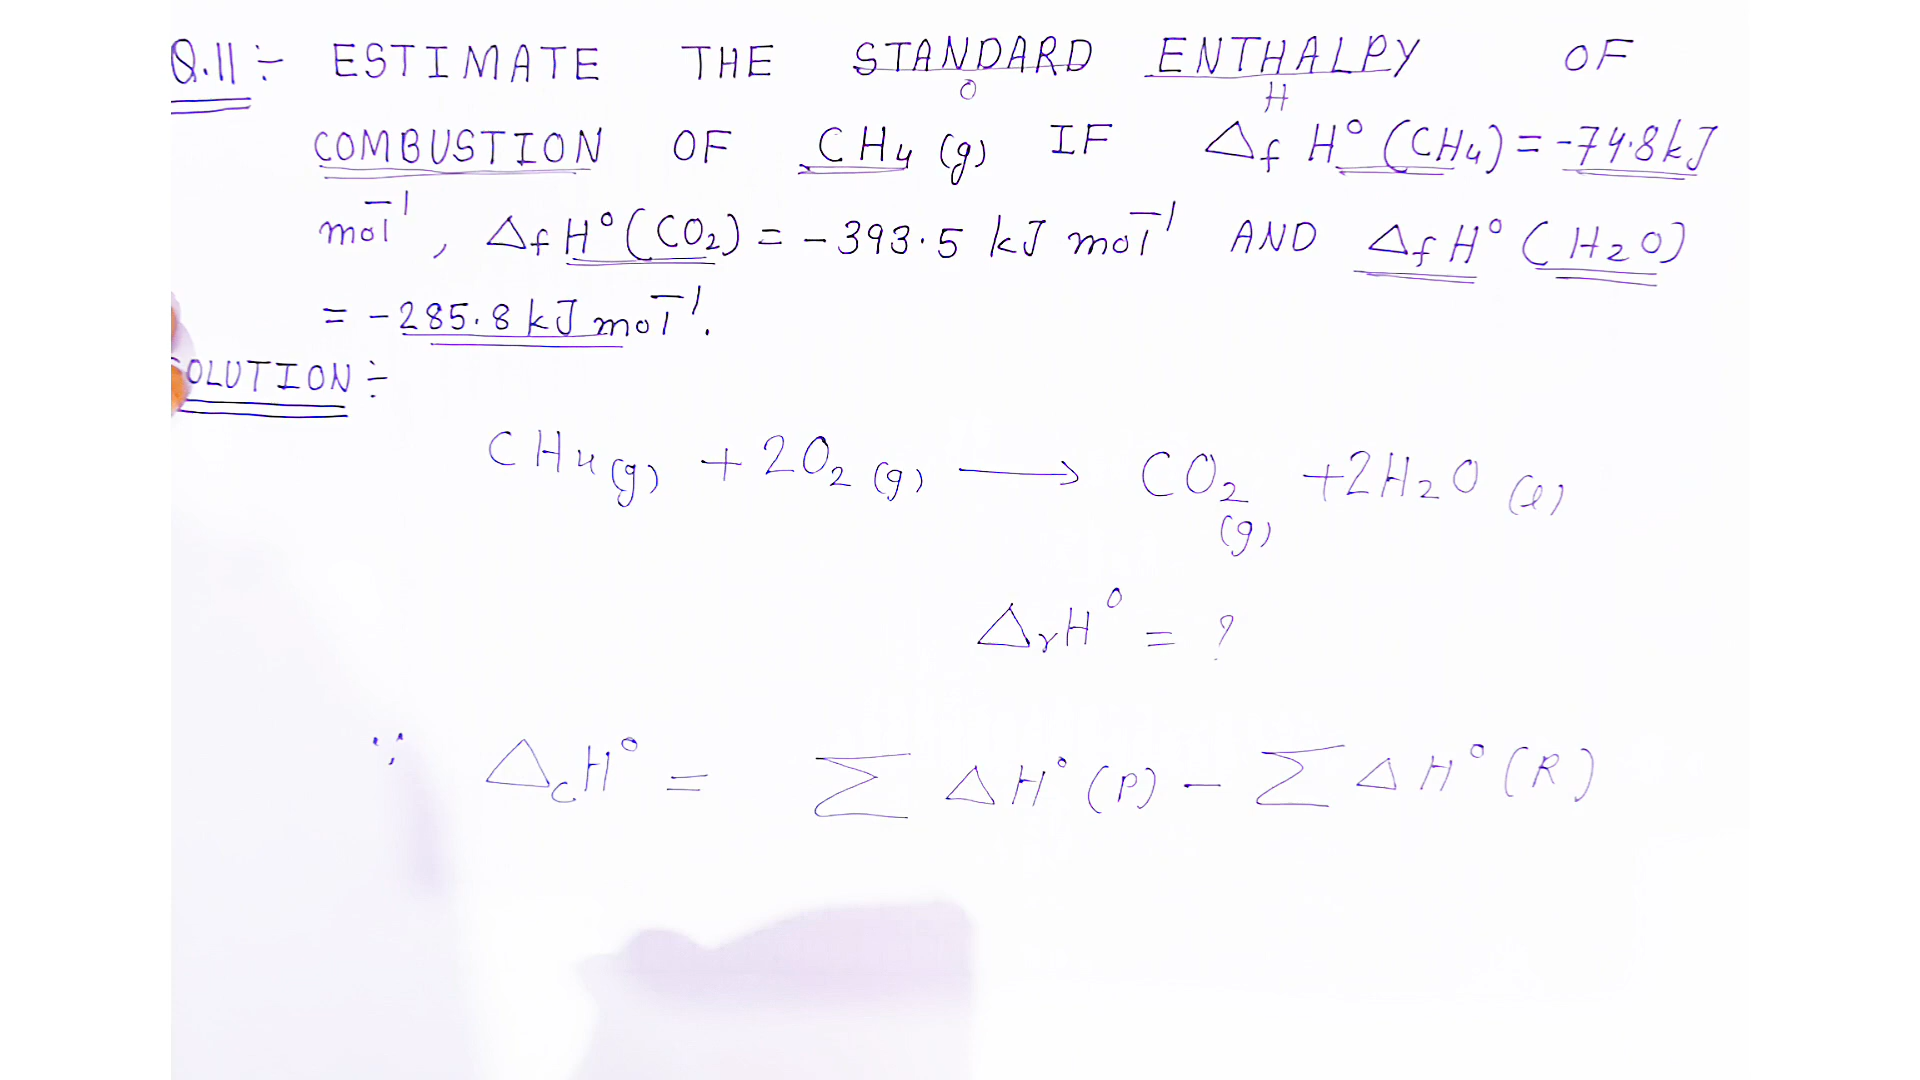 Q.11:- ESTIMATE THE STANDARD ENTHALPY OF
O H
COMBUSTION OF CH4 (g) IF ΔfH°(CH4) = -74.8kJ
mol⁻¹, ΔfH°(CO2) = -393.5 kJ mol⁻¹ AND ΔfH°(H2O)
= -285.8 kJ mol⁻¹.
SOLUTION:-
CH4(g) + 2O2(g) ⟶ CO2(g) + 2H2O(l)
ΔrH° = ?
∵ ΔcH° = Σ ΔH°(P) - Σ ΔH°(R)